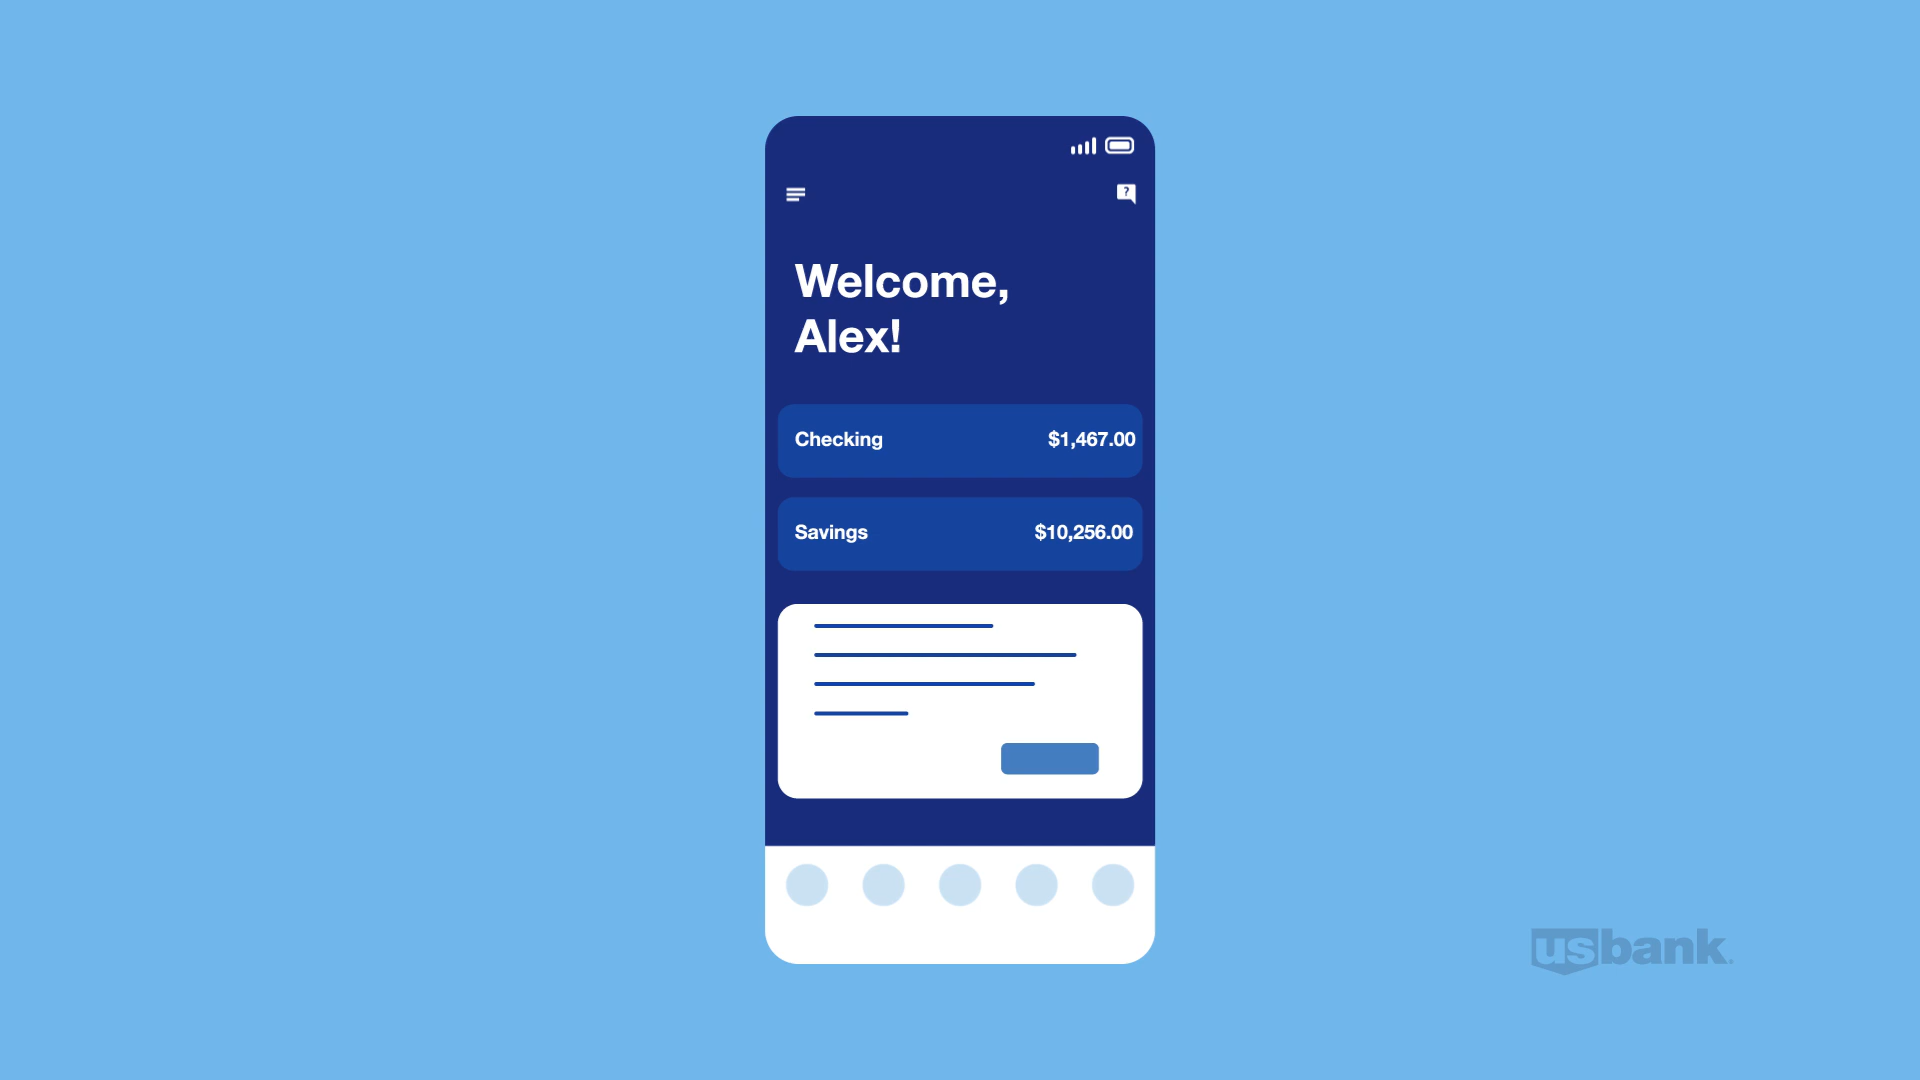 ?
Welcome,
Alex!
Checking $1,467.00
Savings $10,256.00
usbank.